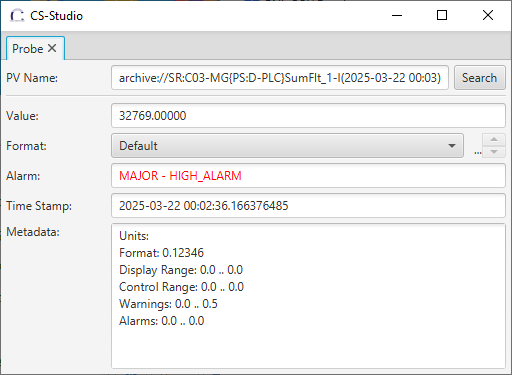 CS-Studio
Probe
PV Name: archive://SR:C03-MG{PS:D-PLC}SumFlt_1-I(2025-03-22 00:03) Search
Value: 32769.00000
Format: Default ...
Alarm: MAJOR - HIGH_ALARM
Time Stamp: 2025-03-22 00:02:36.166376485
Metadata: Units:
Format: 0.12346
Display Range: 0.0 .. 0.0
Control Range: 0.0 .. 0.0
Warnings: 0.0 .. 0.5
Alarms: 0.0 .. 0.0